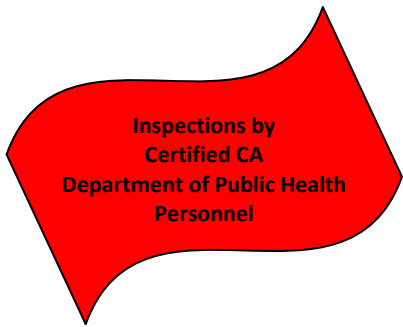 Inspections by
Certified CA
Department of Public Health
Personnel